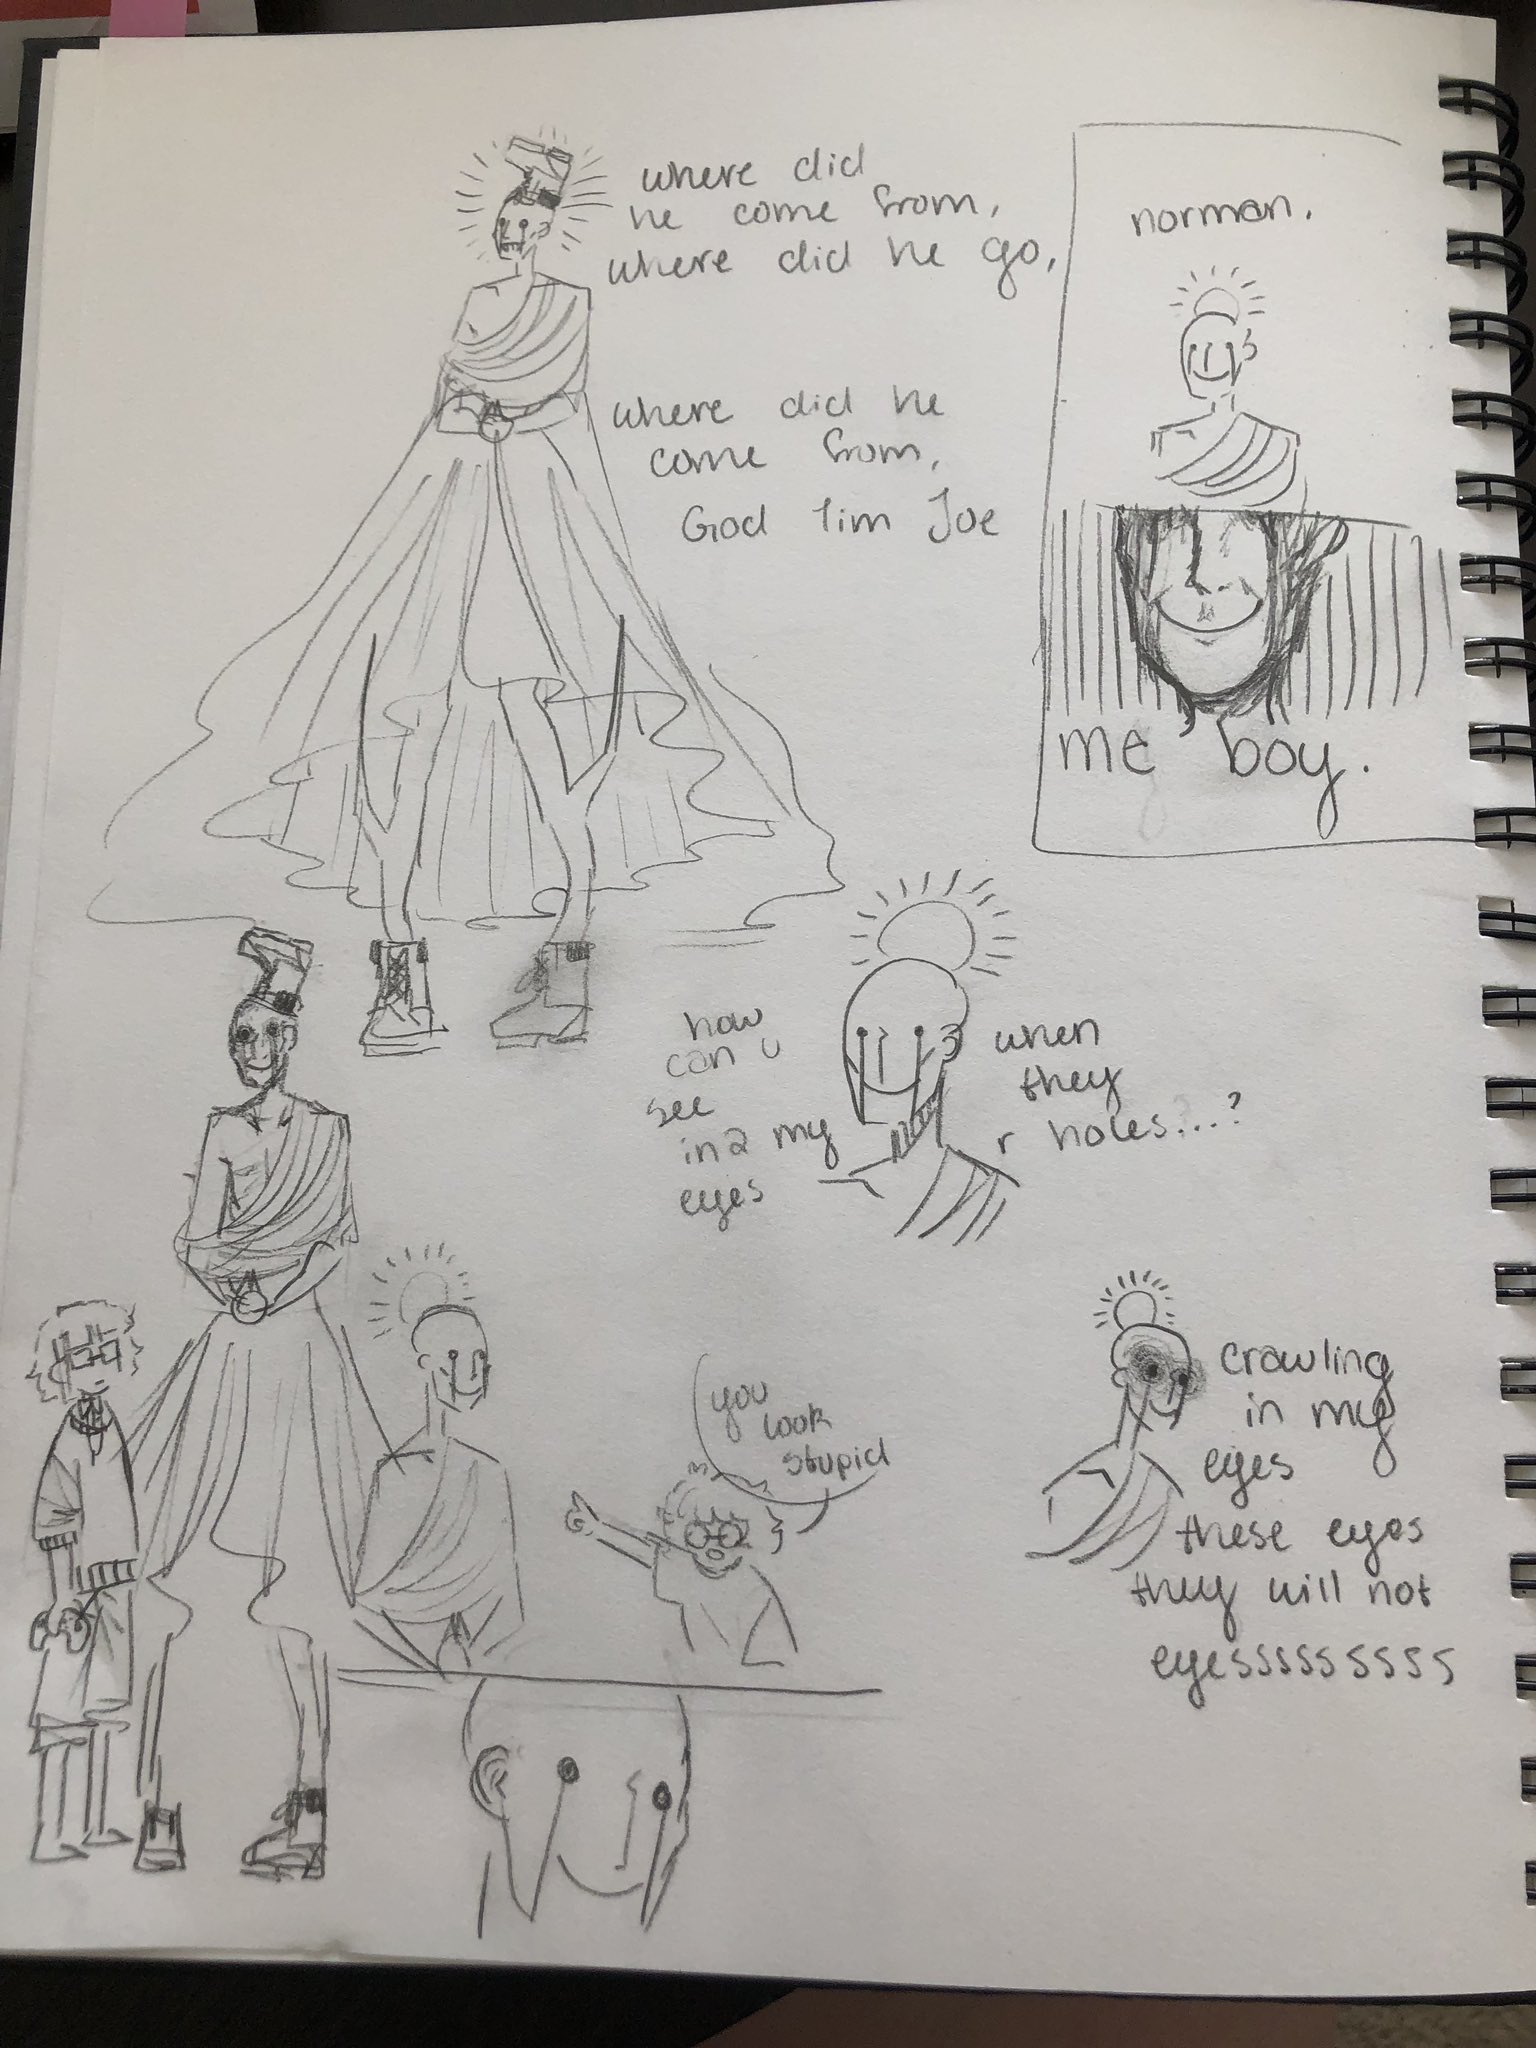 where did
he come from,
where did he go,
where did he
come from,
God Tim Joe
norman.
me boy.
how
can u
see
in2 my
eyes
when
they
r holes....?
you
look
stupid
crawling
in my
eyes
these eyes
they will not
eyesssssssss